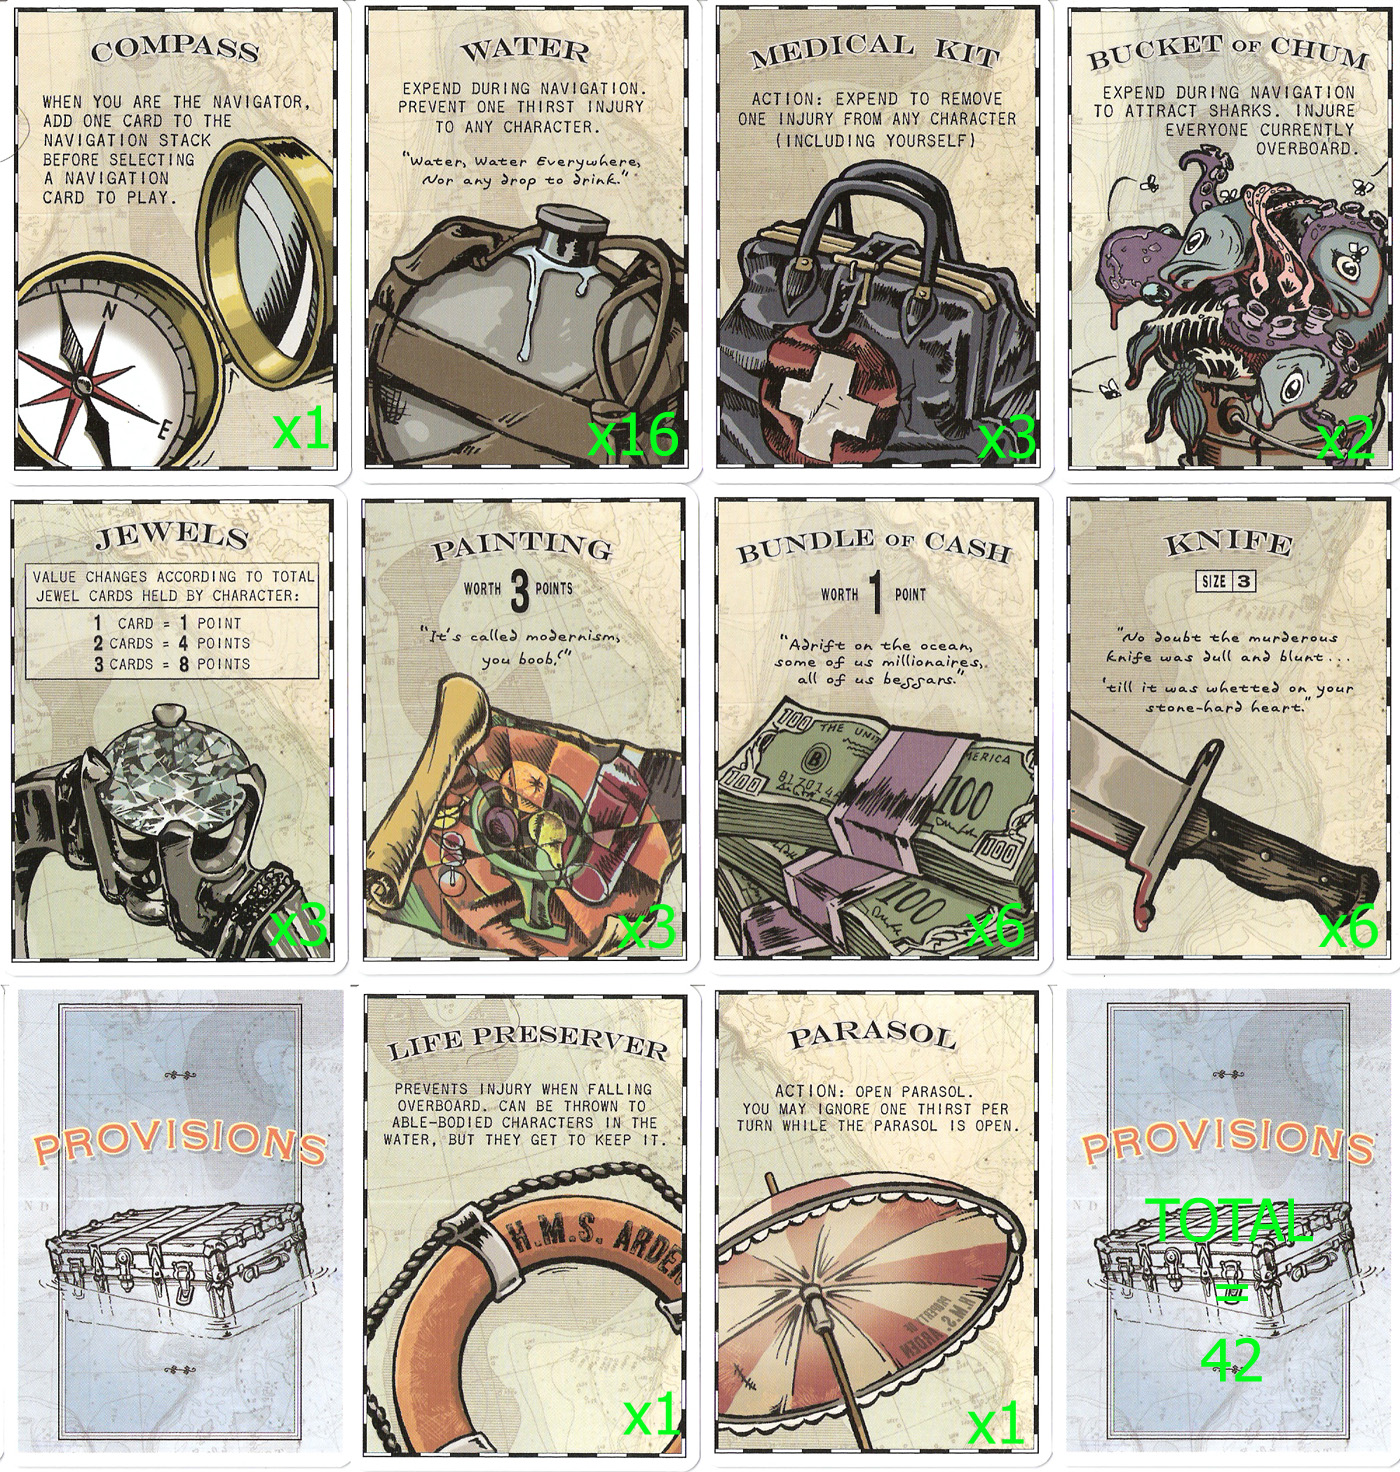 COMPASS
WHEN YOU ARE THE NAVIGATOR,
ADD ONE CARD TO THE
NAVIGATION STACK
BEFORE SELECTING
A NAVIGATION
CARD TO PLAY.
N
E
x1
WATER
EXPEND DURING NAVIGATION.
PREVENT ONE THIRST INJURY
TO ANY CHARACTER.
"Water, Water Everywhere,
Nor any drop to drink."
x16
MEDICAL KIT
ACTION: EXPEND TO REMOVE
ONE INJURY FROM ANY CHARACTER
(INCLUDING YOURSELF)
x3
BUCKET OF CHUM
EXPEND DURING NAVIGATION
TO ATTRACT SHARKS. INJURE
EVERYONE CURRENTLY
OVERBOARD.
x2
JEWELS
VALUE CHANGES ACCORDING TO TOTAL
JEWEL CARDS HELD BY CHARACTER:
1 CARD = 1 POINT
2 CARDS = 4 POINTS
3 CARDS = 8 POINTS
x3
PAINTING
WORTH 3 POINTS
"It's called modernism,
you boob!"
x3
BUNDLE OF CASH
WORTH 1 POINT
"Adrift on the ocean,
some of us millionaires,
all of us beggars."
100 THE UNIT
MERICA
B
100
100
100
100
x6
KNIFE
SIZE 3
"No doubt the murderous
knife was dull and blunt...
'till it was whetted on your
stone-hard heart."
x6
PROVISIONS
LIFE PRESERVER
PREVENTS INJURY WHEN FALLING
OVERBOARD. CAN BE THROWN TO
ABLE-BODIED CHARACTERS IN THE
WATER, BUT THEY GET TO KEEP IT.
H.M.S. ARDE
x1
PARASOL
ACTION: OPEN PARASOL.
YOU MAY IGNORE ONE THIRST PER
TURN WHILE THE PARASOL IS OPEN.
H.M.S.
ARDEN
x1
PROVISIONS
TOTAL
=
42